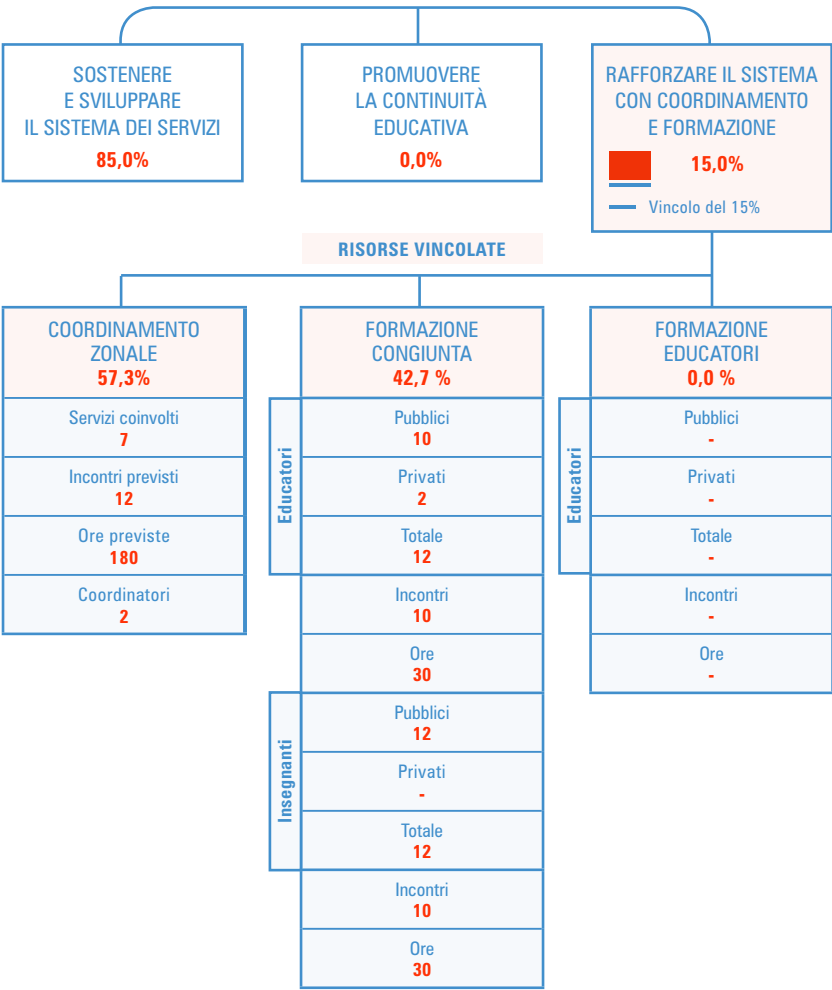 SOSTENERE
E SVILUPPARE
IL SISTEMA DEI SERVIZI
85,0%
PROMUOVERE
LA CONTINUITÀ
EDUCATIVA
0,0%
RAFFORZARE IL SISTEMA
CON COORDINAMENTO
E FORMAZIONE
15,0%
Vincolo del 15%
RISORSE VINCOLATE
COORDINAMENTO
ZONALE
57,3%
Servizi coinvolti
7
Incontri previsti
12
Ore previste
180
Coordinatori
2
FORMAZIONE
CONGIUNTA
42,7 %
Educatori
Pubblici
10
Privati
2
Totale
12
Incontri
10
Ore
30
Insegnanti
Pubblici
12
Privati
-
Totale
12
Incontri
10
Ore
30
FORMAZIONE
EDUCATORI
0,0 %
Educatori
Pubblici
-
Privati
-
Totale
-
Incontri
-
Ore
-